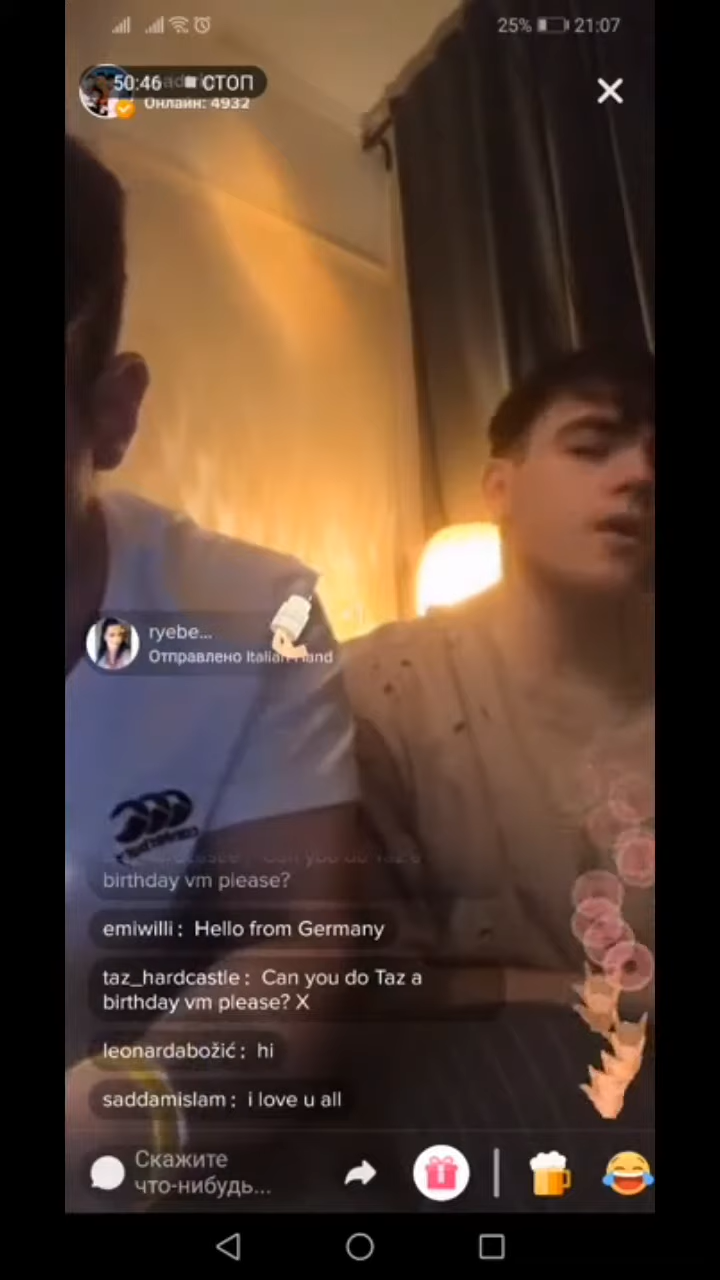 25% 21:07
50:46 СТОП
Онлайн: 4932
ryebe...
Отправлено Italian Hand
birthday vm please?
emiwilli: Hello from Germany
taz_hardcastle: Can you do Taz a
birthday vm please? X
leonardabožić: hi
saddamislam: i love u all
Скажите
что-нибудь...